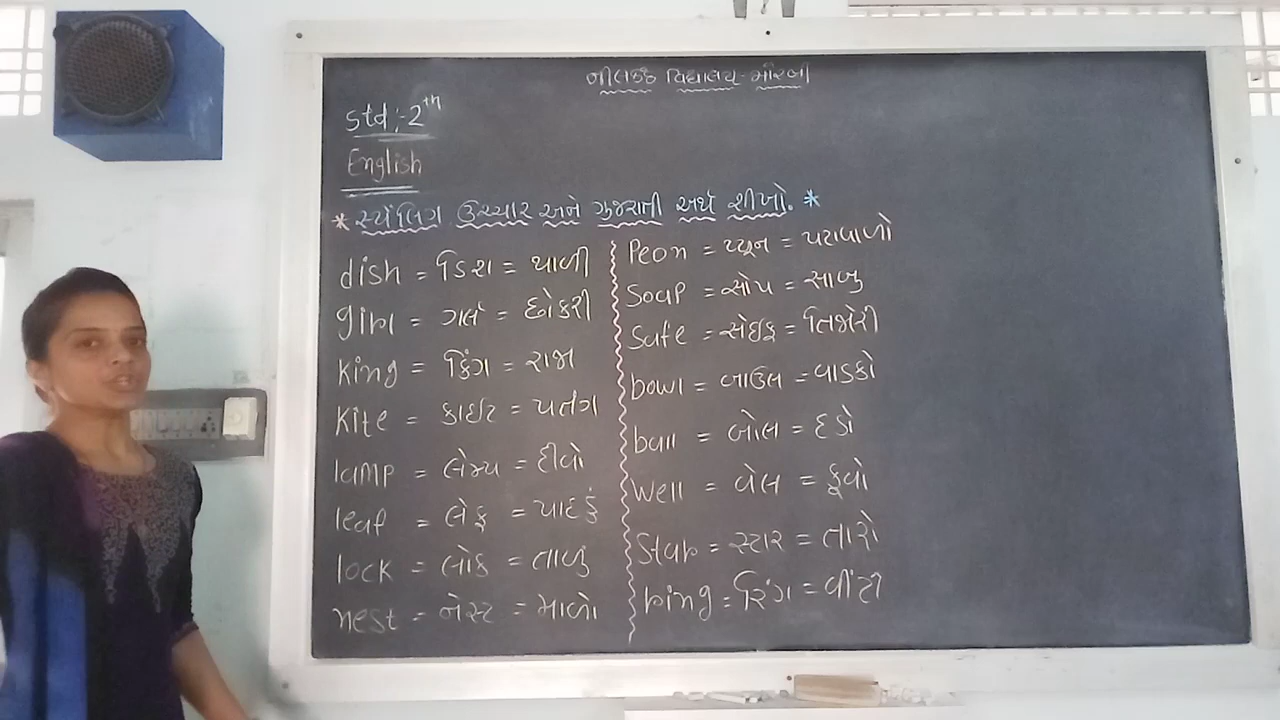 નીલકંઠ વિદ્યાલય - મોરબી
Std :- 2th
English
* સ્પેલિંગ ઉચ્ચાર અને ગુજરાતી અર્થ શીખો. *
dish = ડિશ = થાળી
girl = ગર્લ = છોકરી
King = કિંગ = રાજા
Kite = કાઈટ = પતંગ
lamp = લેમ્પ = દીવો
leaf = લેફ = પાદડું
lock = લોક = તાળુ
nest = નેસ્ટ = માળો
Peon = પ્યૂન = પટાવાળો
Soap = સોપ = સાબુ
Safe = સેઈફ = તિજોરી
bowl = બાઉલ = વાડકો
ball = બોલ = દડો
Well = વેલ = કૂવો
Star = સ્ટાર = તારો
ring = રિંગ = વીંટી